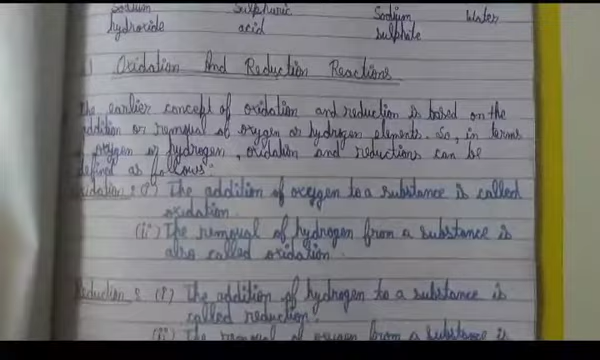 Sodium Sulphuric Sodium Water
hydroxide acid sulphate
) Oxidation And Reduction Reactions
The earlier concept of oxidation and reduction is based on the
addition or removal of oxygen or hydrogen elements. So, in terms
of oxygen or hydrogen, oxidation and reductions can be
defined as follows:
Oxidation : (i) The addition of oxygen to a substance is called
oxidation.
(ii) The removal of hydrogen from a substance is
also called oxidation.
Reduction : (i) The addition of hydrogen to a substance is
called reduction.
(ii) The removal of oxygen from a substance is